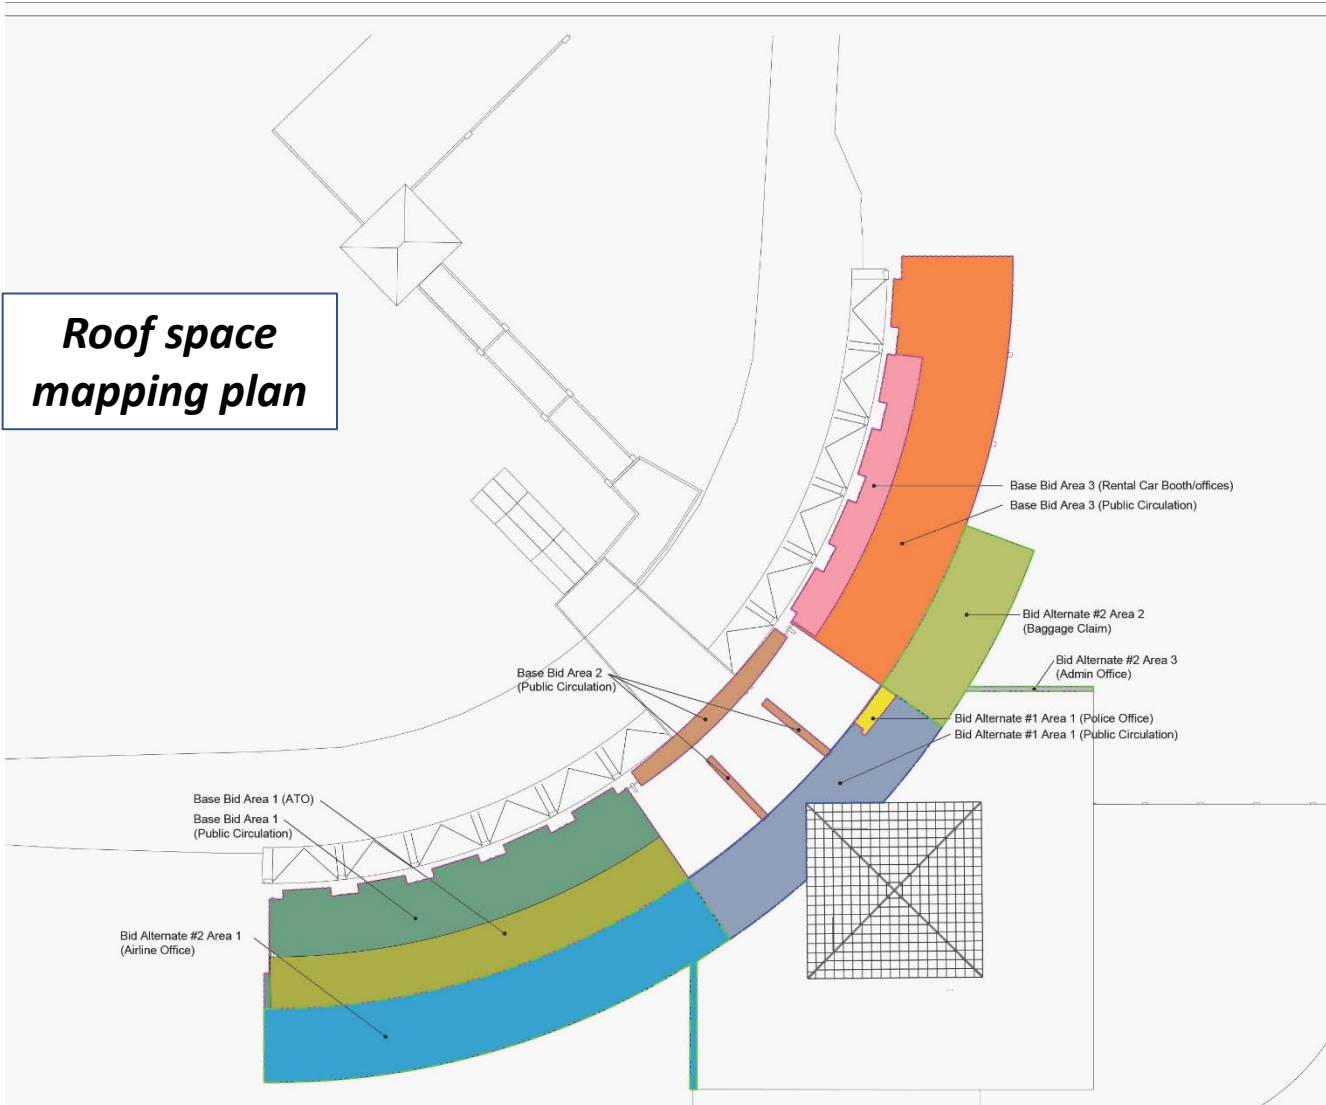 Roof space
mapping plan
Base Bid Area 3 (Rental Car Booth/offices)
Base Bid Area 3 (Public Circulation)
Bid Alternate #2 Area 2
(Baggage Claim)
Bid Alternate #2 Area 3
(Admin Office)
Base Bid Area 2
(Public Circulation)
Bid Alternate #1 Area 1 (Police Office)
Bid Alternate #1 Area 1 (Public Circulation)
Base Bid Area 1 (ATO)
Base Bid Area 1
(Public Circulation)
Bid Alternate #2 Area 1
(Airline Office)